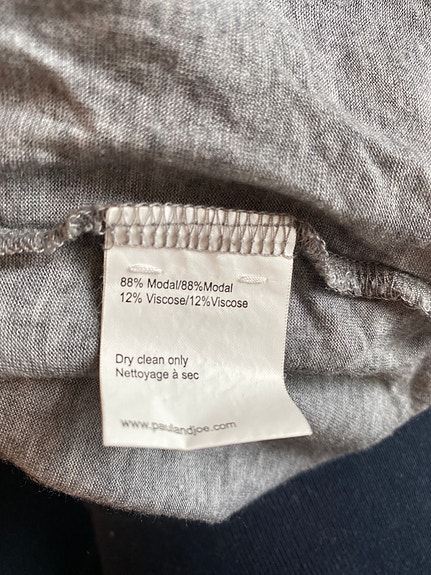 88% Modal/88%Modal
12% Viscose/12%Viscose
Dry clean only
Nettoyage à sec
www.paulandjoe.com